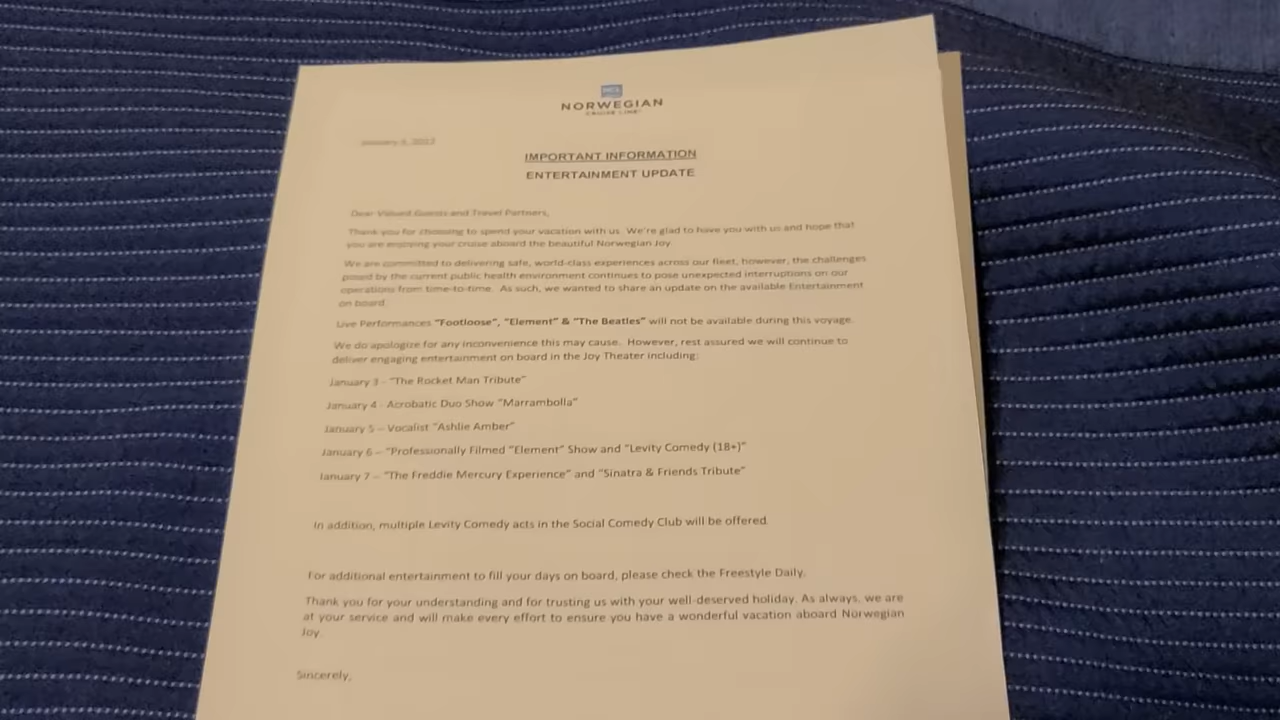 NCL
NORWEGIAN
CRUISE LINE
January 3, 2022
IMPORTANT INFORMATION
ENTERTAINMENT UPDATE
Dear Valued Guests and Travel Partners,
Thank you for choosing to spend your vacation with us. We're glad to have you with us and hope that
you are enjoying your cruise aboard the beautiful Norwegian Joy.
We are committed to delivering safe, world-class experiences across our fleet, however, the challenges
posed by the current public health environment continues to pose unexpected interruptions on our
operations from time-to-time. As such, we wanted to share an update on the available Entertainment
on board.
Live Performances "Footloose", "Element" & "The Beatles" will not be available during this voyage.
We do apologize for any inconvenience this may cause. However, rest assured we will continue to
deliver engaging entertainment on board in the Joy Theater including:
January 3 - "The Rocket Man Tribute"
January 4 - Acrobatic Duo Show "Marrambolla"
January 5 – Vocalist "Ashlie Amber"
January 6 – "Professionally Filmed "Element" Show and "Levity Comedy (18+)"
January 7 – "The Freddie Mercury Experience" and "Sinatra & Friends Tribute"
In addition, multiple Levity Comedy acts in the Social Comedy Club will be offered.
For additional entertainment to fill your days on board, please check the Freestyle Daily.
Thank you for your understanding and for trusting us with your well-deserved holiday. As always, we are
at your service and will make every effort to ensure you have a wonderful vacation aboard Norwegian
Joy.
Sincerely,